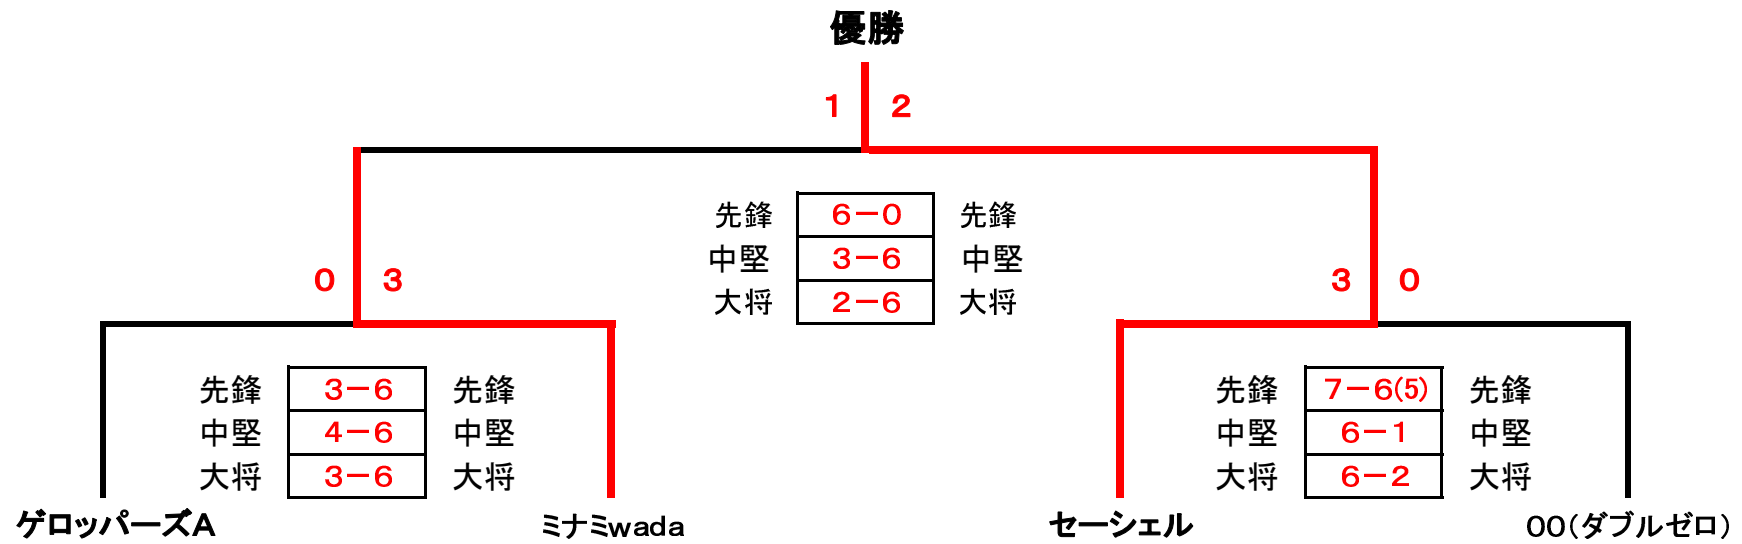 優勝
１ ２
先鋒 ６－０ 先鋒
中堅 ３－６ 中堅
大将 ２－６ 大将
０ ３
３ ０
先鋒 ３－６ 先鋒
中堅 ４－６ 中堅
大将 ３－６ 大将
先鋒 ７－６(5) 先鋒
中堅 ６－１ 中堅
大将 ６－２ 大将
ゲロッパーズA
ミナミwada
セーシェル
OO（ダブルゼロ）